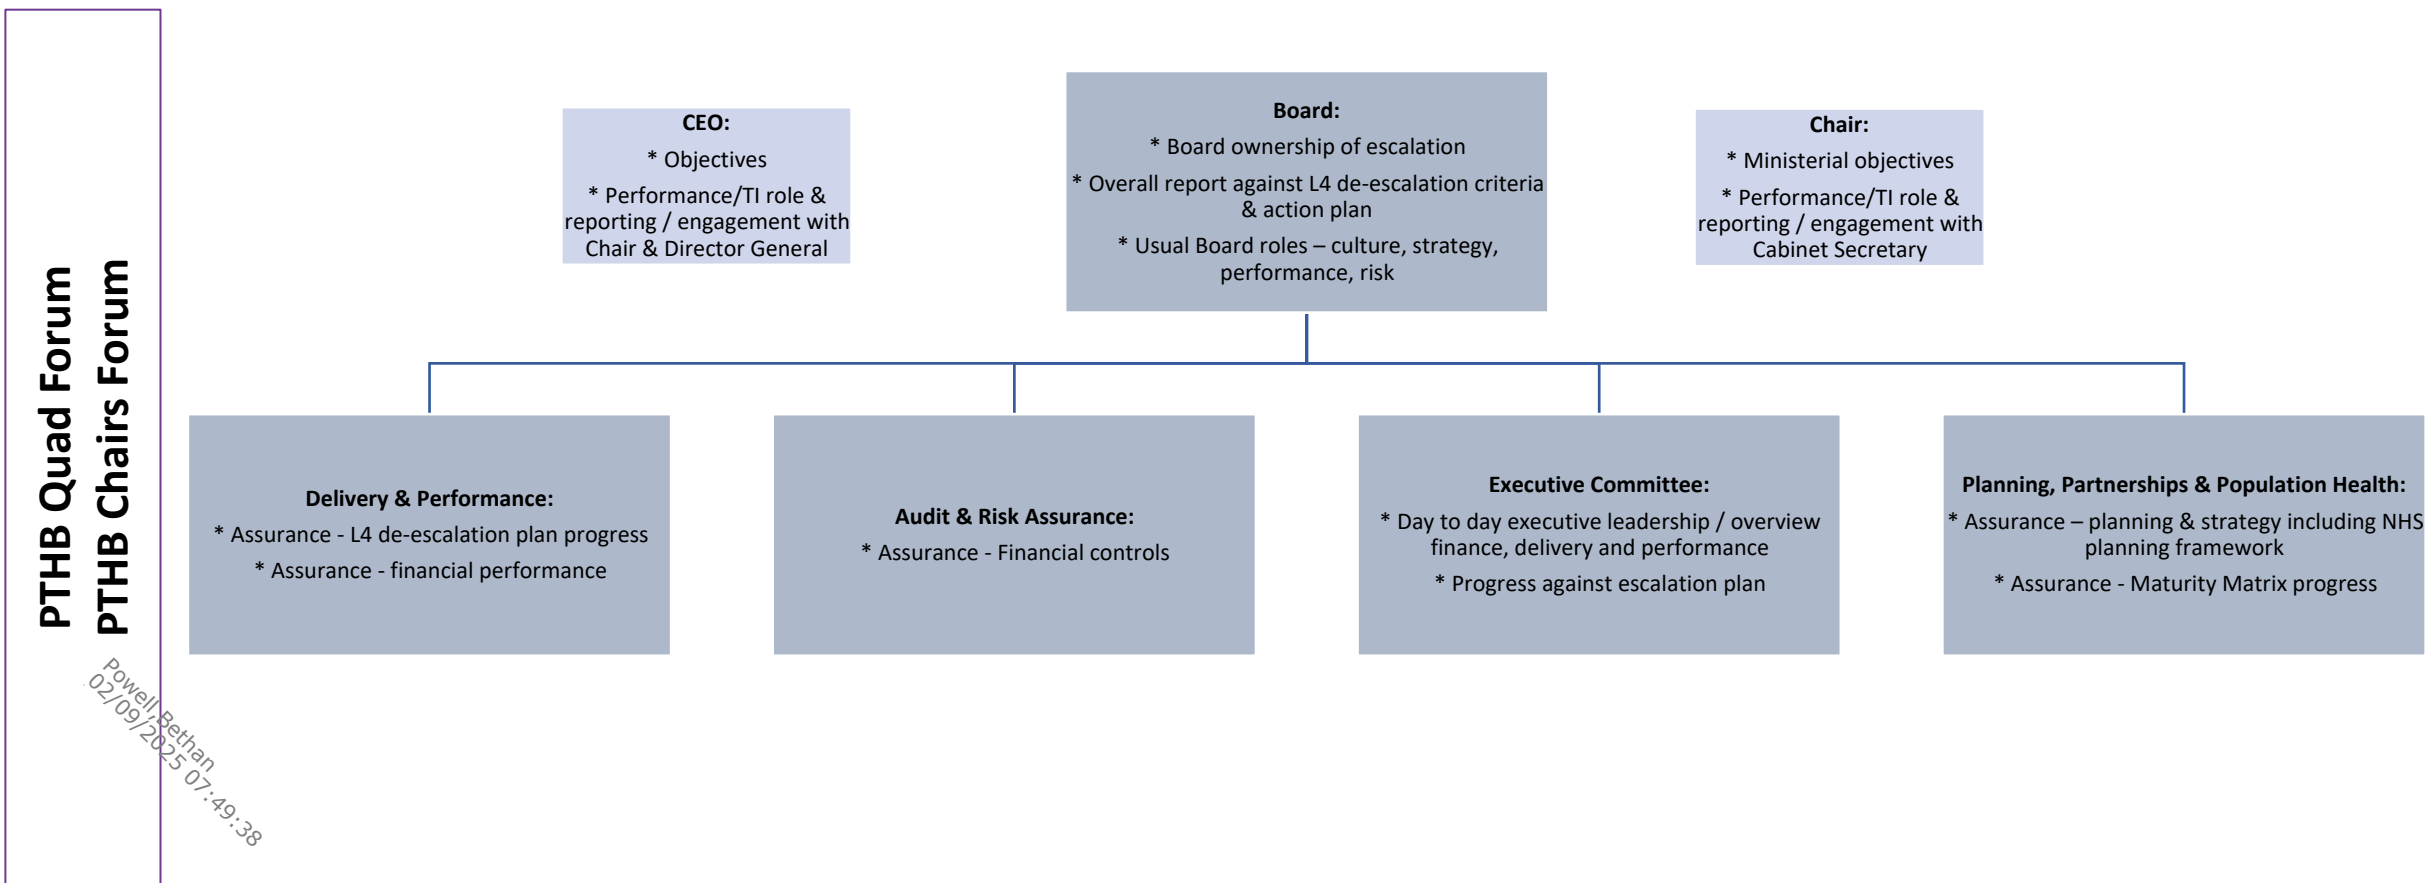 PTHB Quad Forum
PTHB Chairs Forum
CEO:
* Objectives
* Performance/TI role &
reporting / engagement with
Chair & Director General
Board:
* Board ownership of escalation
* Overall report against L4 de-escalation criteria
& action plan
* Usual Board roles – culture, strategy,
performance, risk
Chair:
* Ministerial objectives
* Performance/TI role &
reporting / engagement with
Cabinet Secretary
Delivery & Performance:
* Assurance - L4 de-escalation plan progress
* Assurance - financial performance
Audit & Risk Assurance:
* Assurance - Financial controls
Executive Committee:
* Day to day executive leadership / overview
finance, delivery and performance
* Progress against escalation plan
Planning, Partnerships & Population Health:
* Assurance – planning & strategy including NHS
planning framework
* Assurance - Maturity Matrix progress
Powell,Bethan
02/09/2025 07:49:38